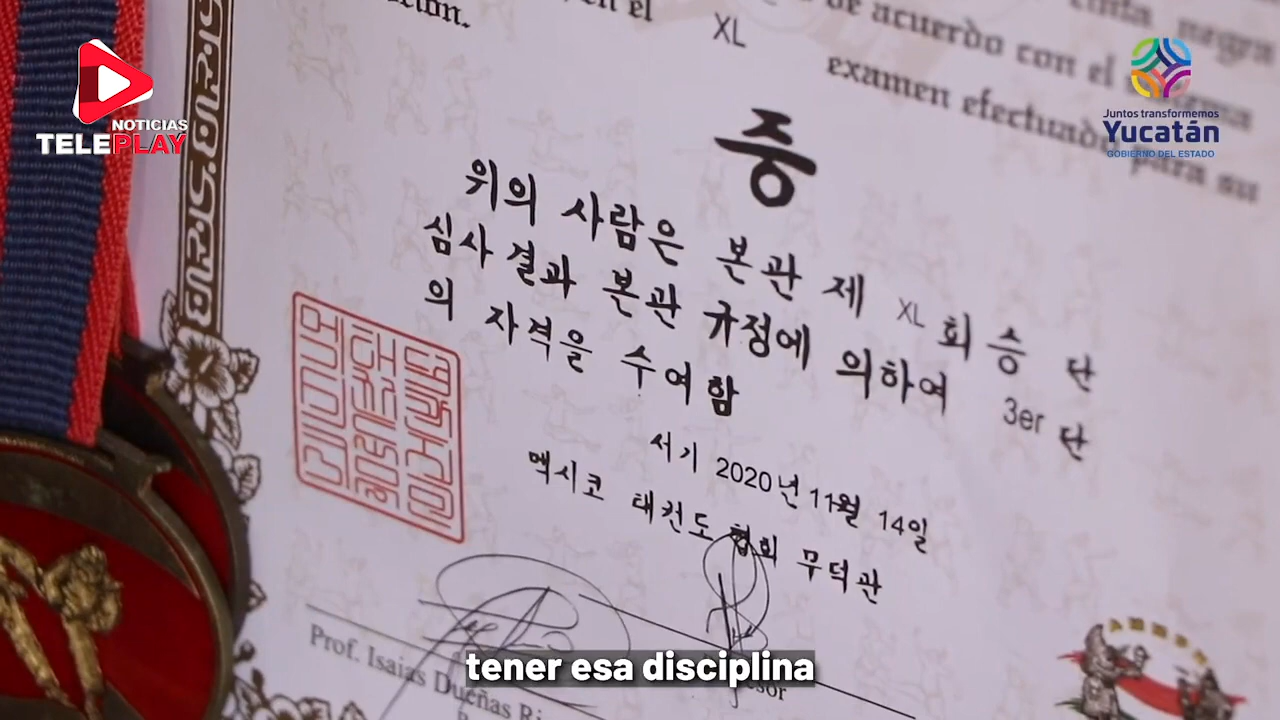 en el
XL
de acuerdo con el
examen efectuado para su
증
위의 사람은 본관 제 XL 회 승 단
심사결과 본관 규정에 의하여 3er 단
의 자격을 수여함
서기 2020년 11월 14일
멕시코 태권도 협회 무덕관
Prof. Isaias Dueñas
NOTICIAS
TELEPLAY
Juntos transformemos
Yucatán
GOBIERNO DEL ESTADO
tener esa disciplina